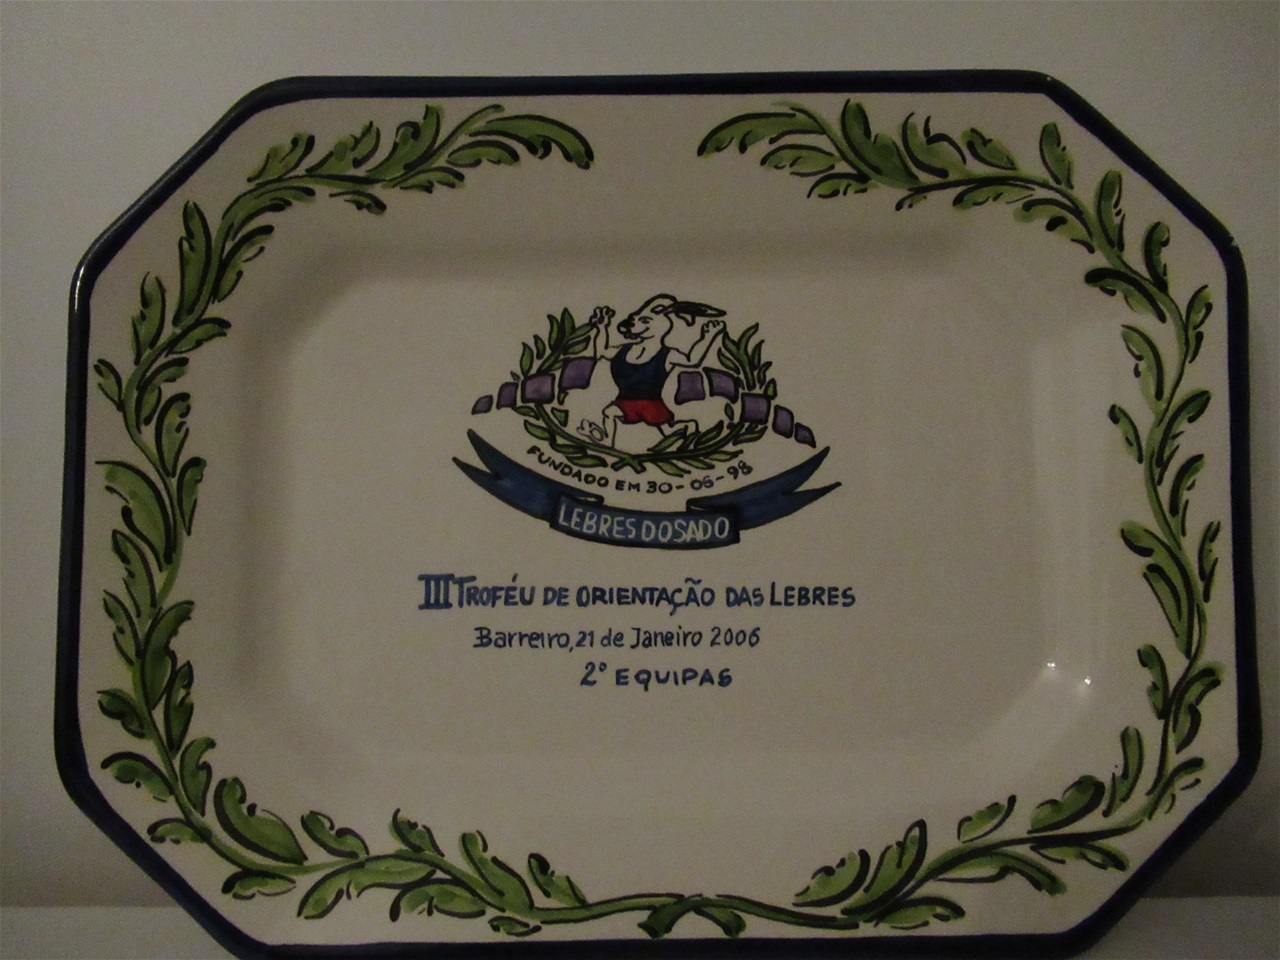 FUNDADO EM 30-06-98
LEBRES DO SADO
III TROFÉU DE ORIENTAÇÃO DAS LEBRES
Barreiro, 21 de Janeiro 2006
2º EQUIPAS